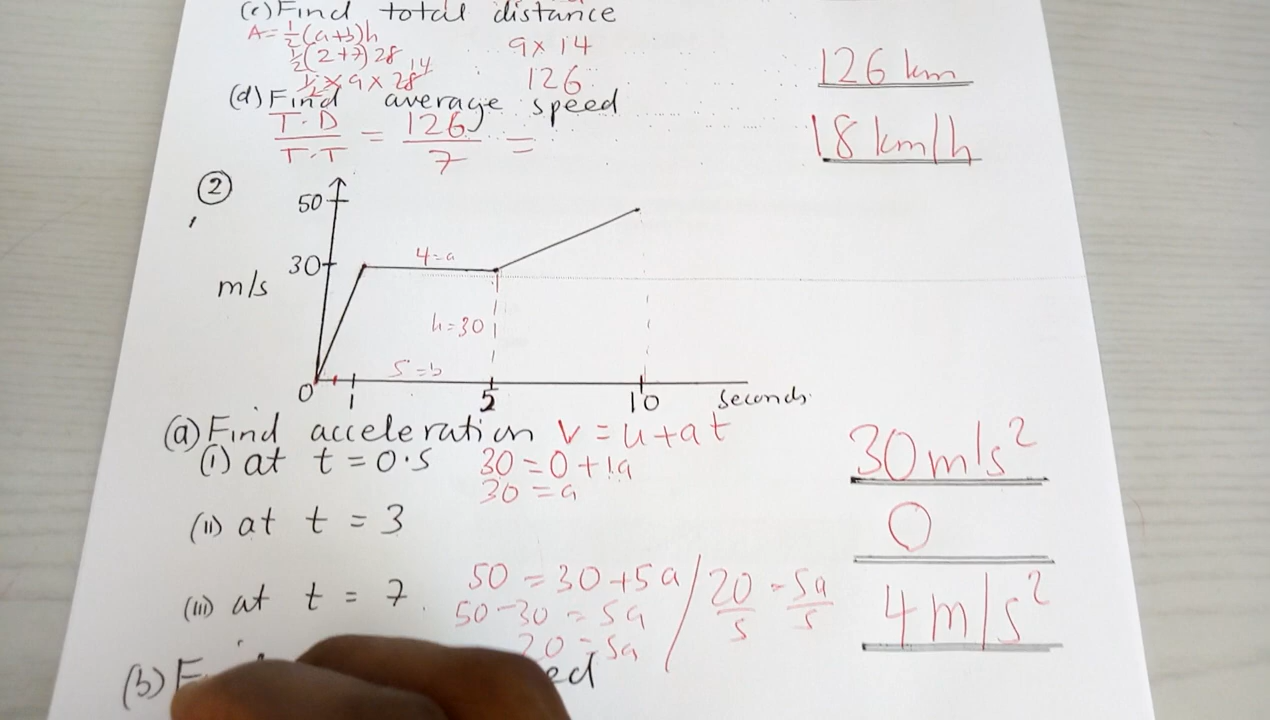 (c) Find total distance
A=½(a+b)h
½(2+7)28 9×14
½×9×28 14 126 126 km
(d) Find average speed
T.D/T.T = 126/7 = 18 km/h
②
50
30 4=a
m/s
h=30
5=b
0 1 5 10 Seconds
(a) Find acceleration V = u+at
(i) at t = 0.5 30 = 0+1a 30m/s²
30 = a
(ii) at t = 3 0
(iii) at t = 7. 50 = 30+5a / 20/5 = 5a/5 4m/s²
50-30 = 5a
20 = 5a
(b)